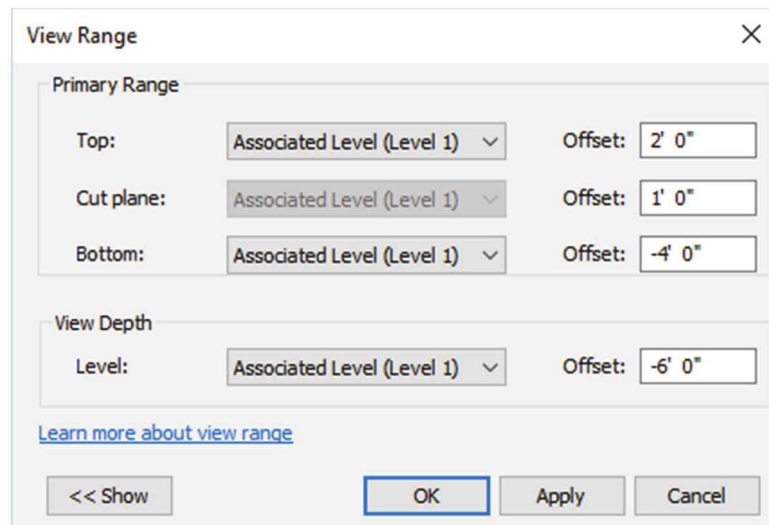 View Range
Primary Range
Top: Associated Level (Level 1) Offset: 2' 0"
Cut plane: Associated Level (Level 1) Offset: 1' 0"
Bottom: Associated Level (Level 1) Offset: -4' 0"
View Depth
Level: Associated Level (Level 1) Offset: -6' 0"
Learn more about view range
<< Show OK Apply Cancel